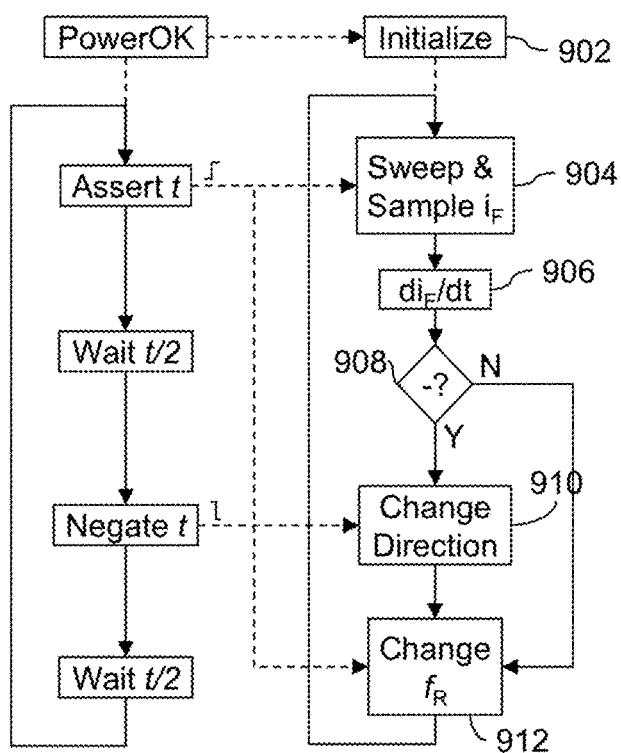 PowerOK
Initialize
902
Assert t
Sweep &
Sample iF
904
diF/dt
906
Wait t/2
908
-?
N
Y
Negate t
Change
Direction
910
Wait t/2
Change
fR
912